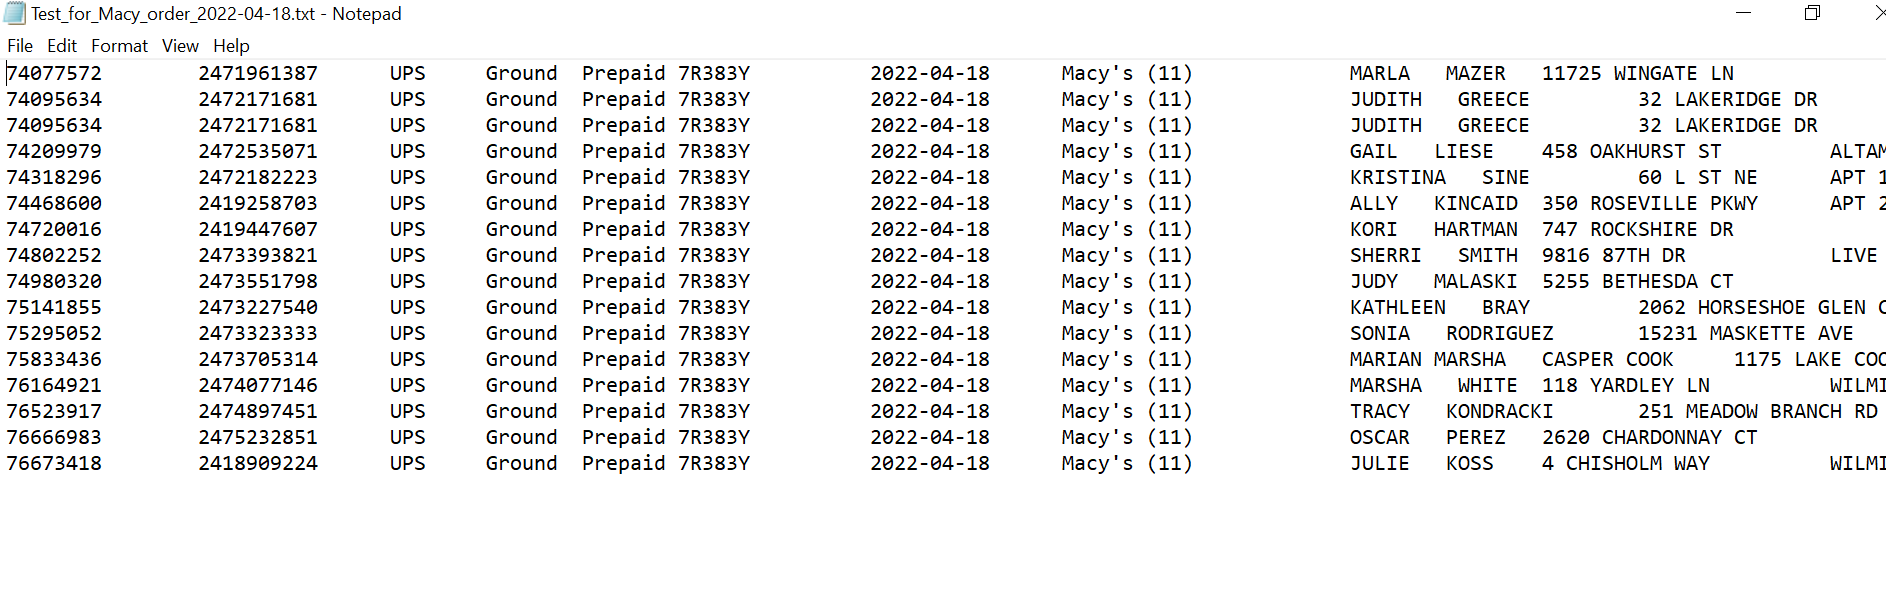 Test_for_Macy_order_2022-04-18.txt - Notepad
File Edit Format View Help
74077572 2471961387 UPS Ground Prepaid 7R383Y 2022-04-18 Macy's (11) MARLA MAZER 11725 WINGATE LN
74095634 2472171681 UPS Ground Prepaid 7R383Y 2022-04-18 Macy's (11) JUDITH GREECE 32 LAKERIDGE DR
74095634 2472171681 UPS Ground Prepaid 7R383Y 2022-04-18 Macy's (11) JUDITH GREECE 32 LAKERIDGE DR
74209979 2472535071 UPS Ground Prepaid 7R383Y 2022-04-18 Macy's (11) GAIL LIESE 458 OAKHURST ST ALTAM
74318296 2472182223 UPS Ground Prepaid 7R383Y 2022-04-18 Macy's (11) KRISTINA SINE 60 L ST NE APT 1
74468600 2419258703 UPS Ground Prepaid 7R383Y 2022-04-18 Macy's (11) ALLY KINCAID 350 ROSEVILLE PKWY APT 2
74720016 2419447607 UPS Ground Prepaid 7R383Y 2022-04-18 Macy's (11) KORI HARTMAN 747 ROCKSHIRE DR
74802252 2473393821 UPS Ground Prepaid 7R383Y 2022-04-18 Macy's (11) SHERRI SMITH 9816 87TH DR LIVE
74980320 2473551798 UPS Ground Prepaid 7R383Y 2022-04-18 Macy's (11) JUDY MALASKI 5255 BETHESDA CT
75141855 2473227540 UPS Ground Prepaid 7R383Y 2022-04-18 Macy's (11) KATHLEEN BRAY 2062 HORSESHOE GLEN C
75295052 2473323333 UPS Ground Prepaid 7R383Y 2022-04-18 Macy's (11) SONIA RODRIGUEZ 15231 MASKETTE AVE
75833436 2473705314 UPS Ground Prepaid 7R383Y 2022-04-18 Macy's (11) MARIAN MARSHA CASPER COOK 1175 LAKE COO
76164921 2474077146 UPS Ground Prepaid 7R383Y 2022-04-18 Macy's (11) MARSHA WHITE 118 YARDLEY LN WILMI
76523917 2474897451 UPS Ground Prepaid 7R383Y 2022-04-18 Macy's (11) TRACY KONDRACKI 251 MEADOW BRANCH RD
76666983 2475232851 UPS Ground Prepaid 7R383Y 2022-04-18 Macy's (11) OSCAR PEREZ 2620 CHARDONNAY CT
76673418 2418909224 UPS Ground Prepaid 7R383Y 2022-04-18 Macy's (11) JULIE KOSS 4 CHISHOLM WAY WILMI